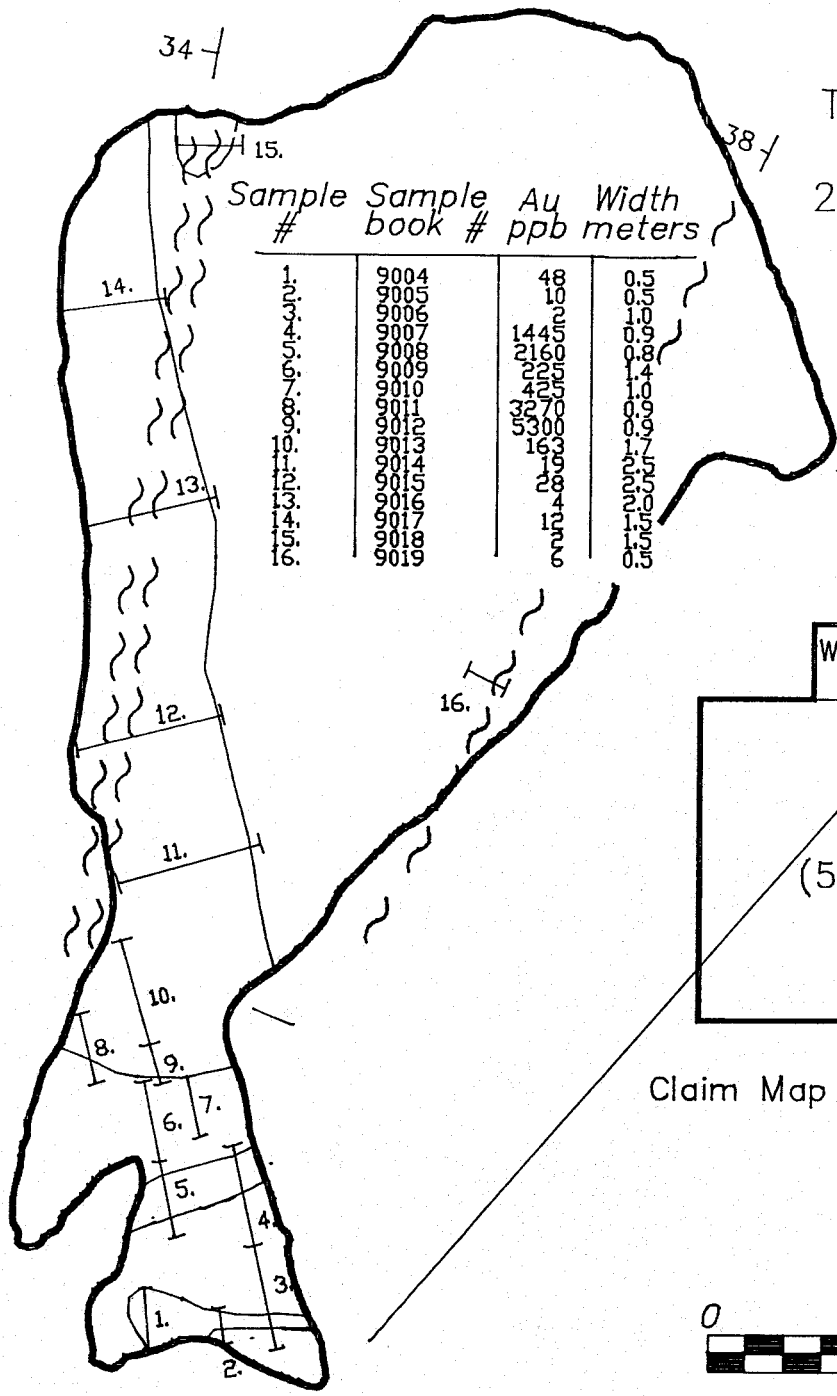 34
T
38
15.
2
Sample # Sample book # Au ppb Width meters
1. 9004 48 0.5
2. 9005 10 0.5
3. 9006 2 1.0
4. 9007 1445 0.9
5. 9008 2160 0.8
6. 9009 225 1.4
7. 9010 425 1.0
8. 9011 3270 0.9
9. 9012 5300 0.9
10. 9013 163 1.7
11. 9014 19 2.5
12. 9015 28 2.5
13. 9016 4 2.0
14. 9017 12 1.5
15. 9018 2 1.5
16. 9019 6 0.5
14.
13.
W
16.
12.
11.
(5
10.
8.
9.
Claim Map
7.
6.
5.
4.
3.
0
1.
2.